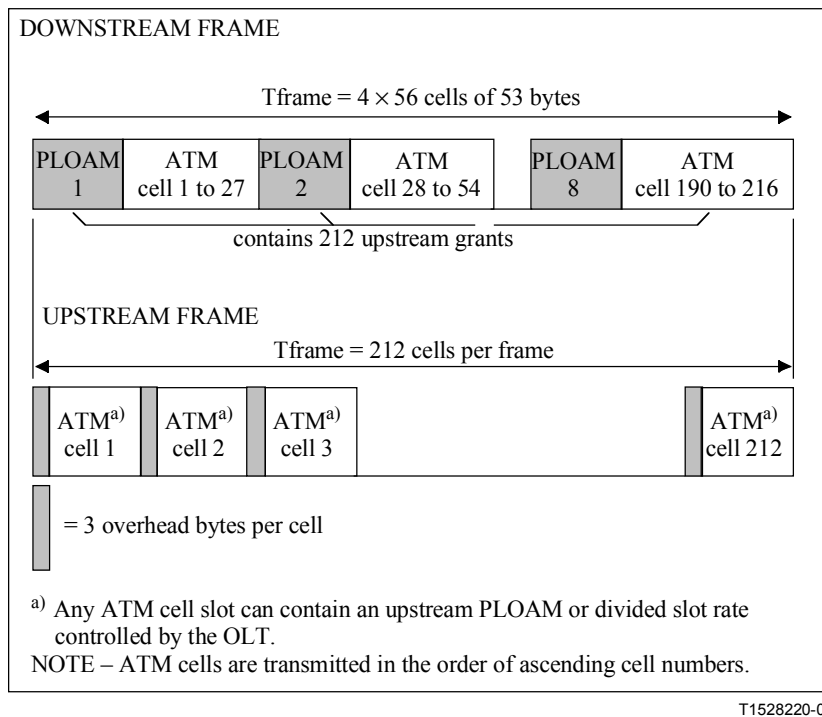 DOWNSTREAM FRAME
Tframe = 4 × 56 cells of 53 bytes
PLOAM
1
ATM
cell 1 to 27
PLOAM
2
ATM
cell 28 to 54
PLOAM
8
ATM
cell 190 to 216
contains 212 upstream grants
UPSTREAM FRAME
Tframe = 212 cells per frame
ATM a)
cell 1
ATM a)
cell 2
ATM a)
cell 3
ATM a)
cell 212
= 3 overhead bytes per cell
a) Any ATM cell slot can contain an upstream PLOAM or divided slot rate
controlled by the OLT.
NOTE – ATM cells are transmitted in the order of ascending cell numbers.